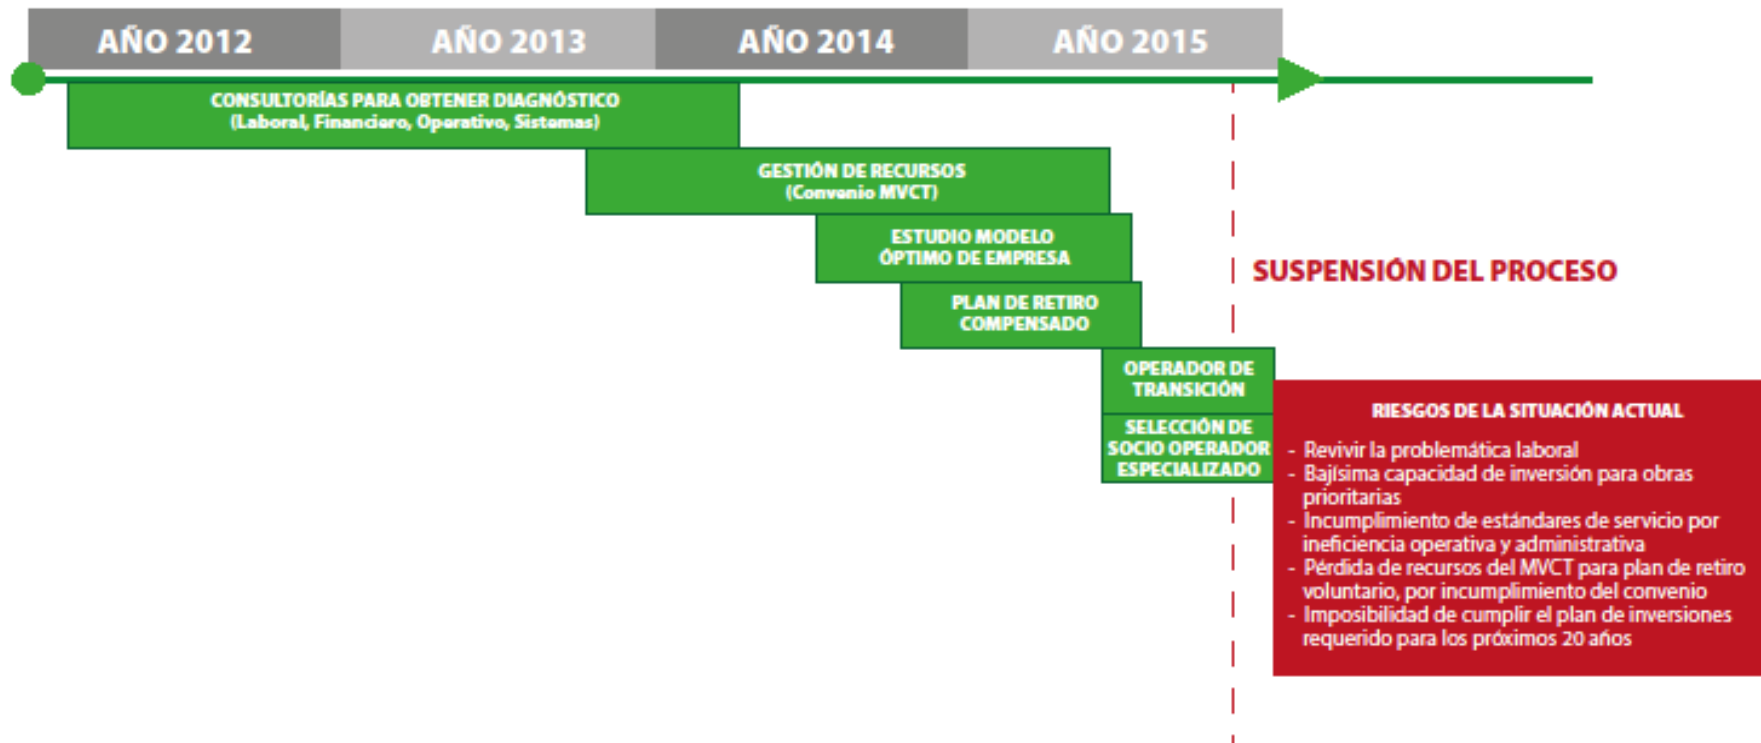 AÑO 2012
AÑO 2013
AÑO 2014
AÑO 2015
CONSULTORÍAS PARA OBTENER DIAGNÓSTICO
(Laboral, Financiero, Operativo, Sistemas)
GESTIÓN DE RECURSOS
(Convenio MVCT)
ESTUDIO MODELO
ÓPTIMO DE EMPRESA
SUSPENSIÓN DEL PROCESO
PLAN DE RETIRO
COMPENSADO
OPERADOR DE
TRANSICIÓN
SELECCIÓN DE
SOCIO OPERADOR
ESPECIALIZADO
RIESGOS DE LA SITUACIÓN ACTUAL
- Revivir la problemática laboral
- Bajísima capacidad de inversión para obras
prioritarias
- Incumplimiento de estándares de servicio por
ineficiencia operativa y administrativa
- Pérdida de recursos del MVCT para plan de retiro
voluntario, por incumplimiento del convenio
- Imposibilidad de cumplir el plan de inversiones
requerido para los próximos 20 años